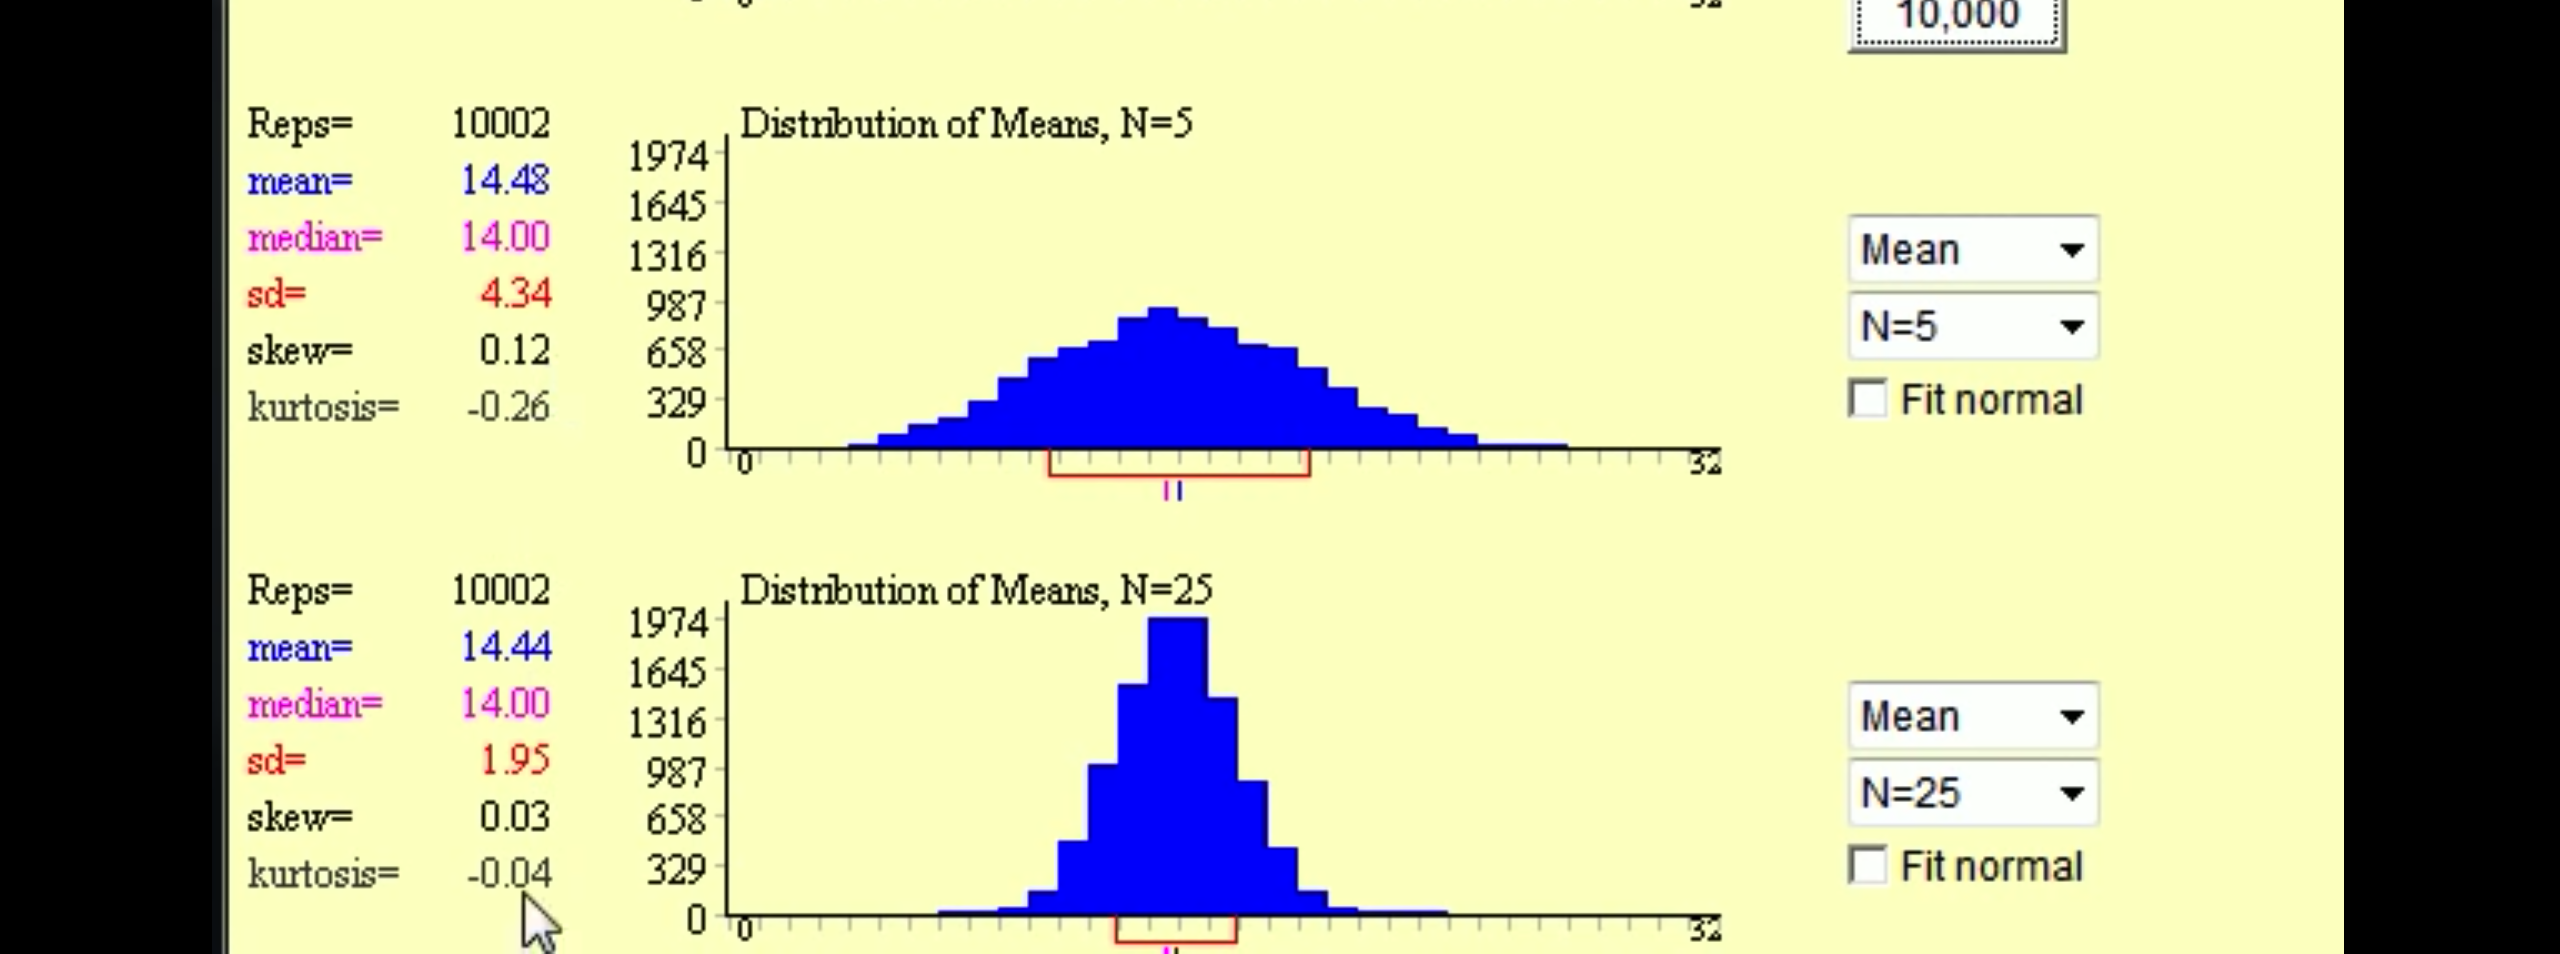 0 32
10,000
Reps= 10002
mean= 14.48
median= 14.00
sd= 4.34
skew= 0.12
kurtosis= -0.26
Distribution of Means, N=5
1974
1645
1316
987
658
329
0
0 32
Mean
N=5
Fit normal
Reps= 10002
mean= 14.44
median= 14.00
sd= 1.95
skew= 0.03
kurtosis= -0.04
Distribution of Means, N=25
1974
1645
1316
987
658
329
0
0 32
Mean
N=25
Fit normal